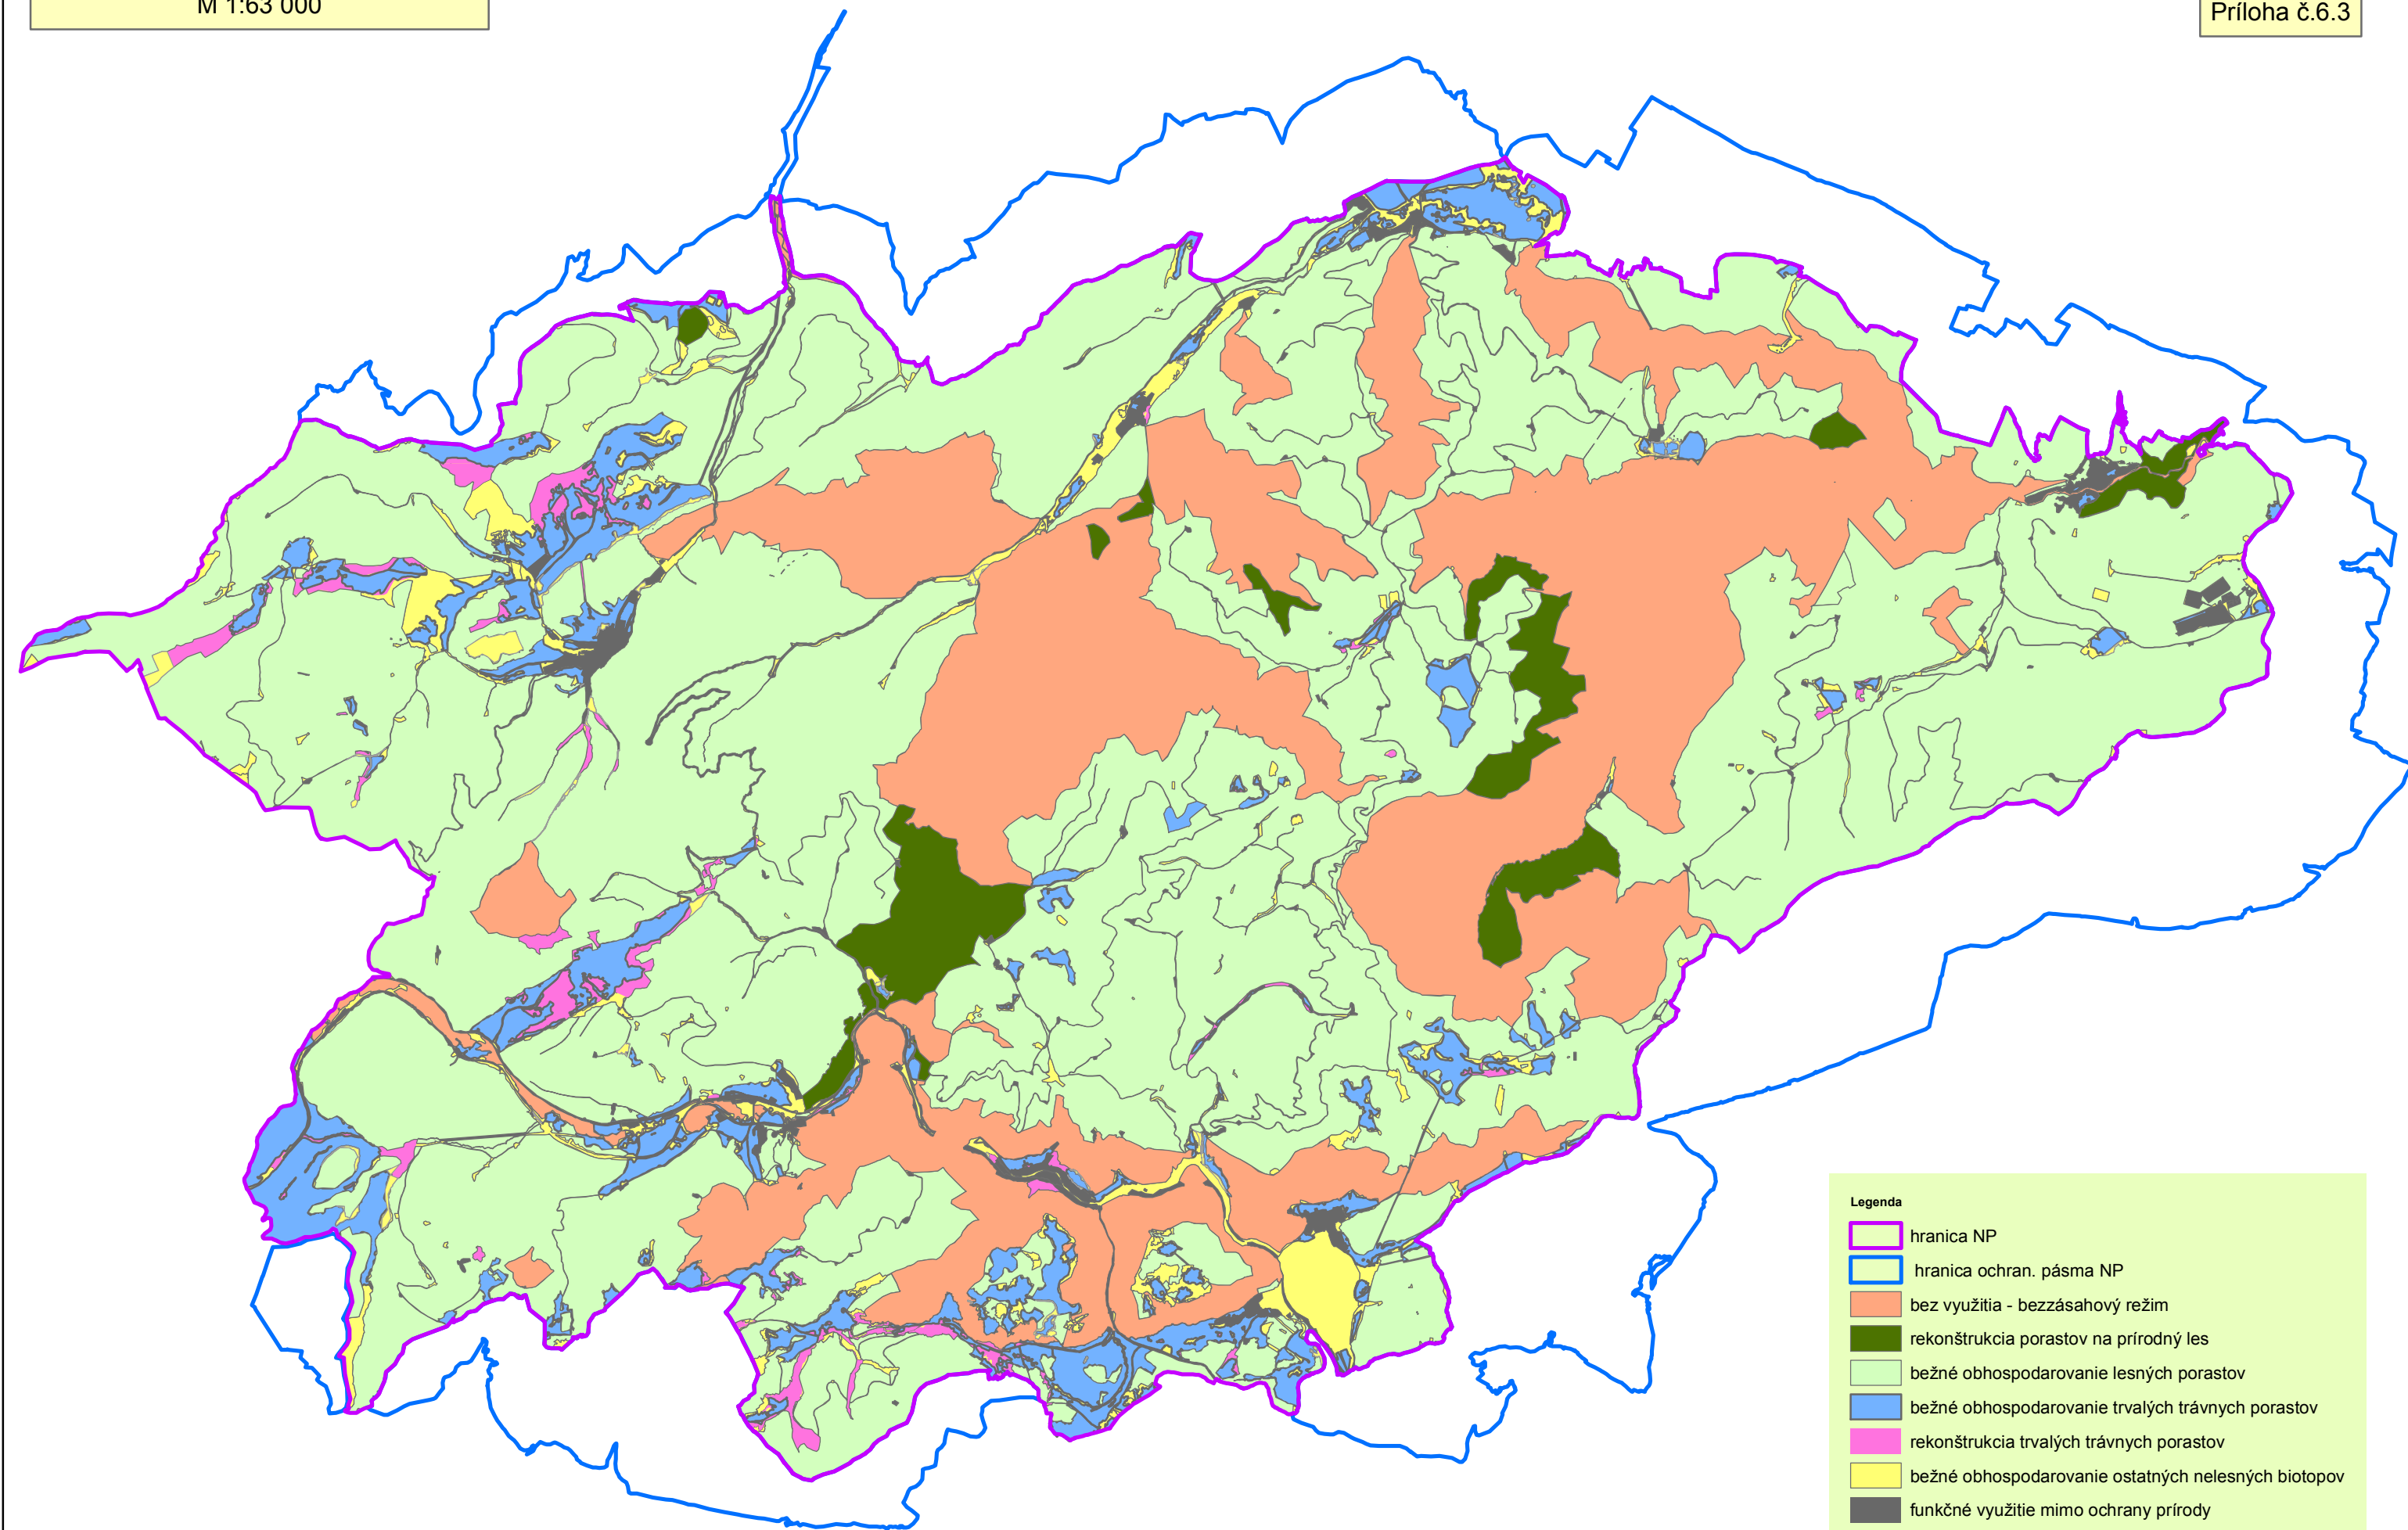 M 1:63 000
Príloha č.6.3
Legenda
hranica NP
hranica ochran. pásma NP
bez využitia - bezzásahový režim
rekonštrukcia porastov na prírodný les
bežné obhospodarovanie lesných porastov
bežné obhospodarovanie trvalých trávnych porastov
rekonštrukcia trvalých trávnych porastov
bežné obhospodarovanie ostatných nelesných biotopov
funkčné využitie mimo ochrany prírody